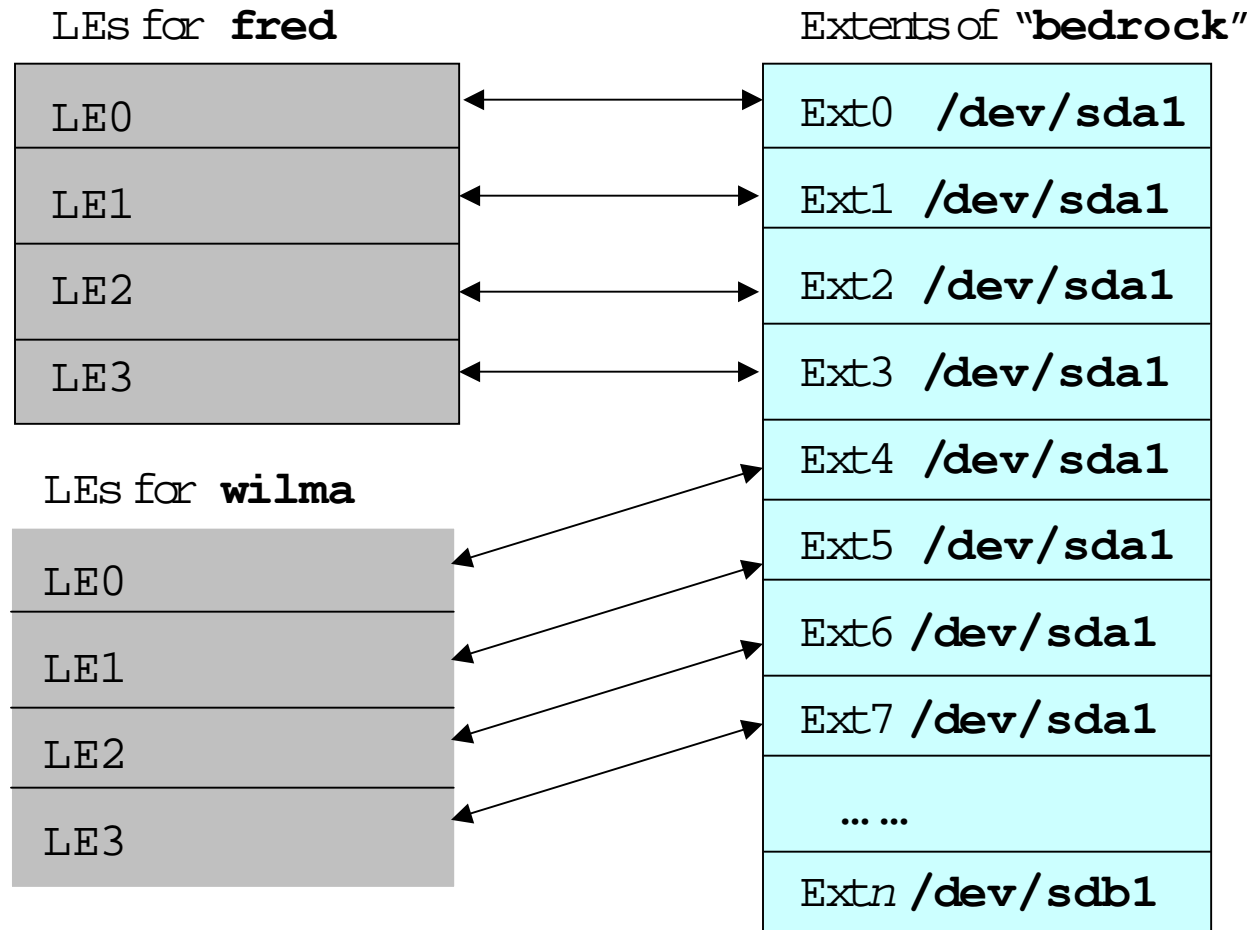 LEs for fred
LE0
LE1
LE2
LE3
LEs for wilma
LE0
LE1
LE2
LE3
Extents of “bedrock”
Ext0 /dev/sda1
Ext1 /dev/sda1
Ext2 /dev/sda1
Ext3 /dev/sda1
Ext4 /dev/sda1
Ext5 /dev/sda1
Ext6 /dev/sda1
Ext7 /dev/sda1
... ...
Extn /dev/sdb1